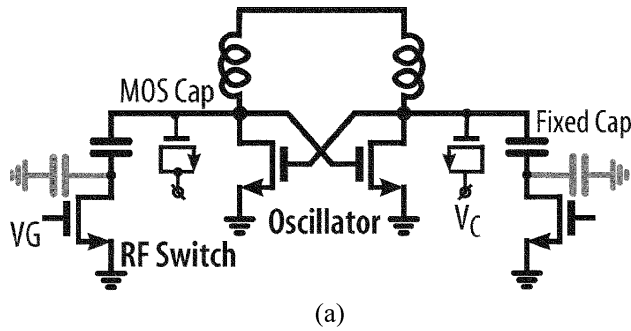 MOS Cap
Fixed Cap
VG
RF Switch
Oscillator
VC
(a)